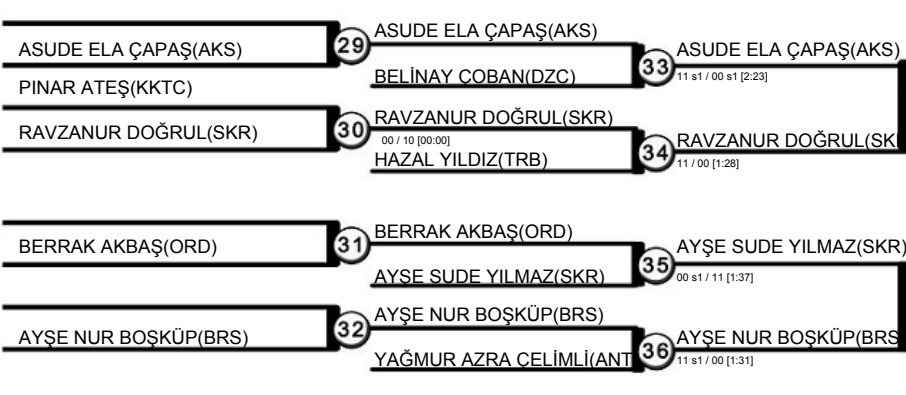 ASUDE ELA ÇAPAŞ(AKS)
PINAR ATEŞ(KKTC)
RAVZANUR DOĞRUL(SKR)
BERRAK AKBAŞ(ORD)
AYŞE NUR BOŞKÜP(BRS)
29
30
31
32
ASUDE ELA ÇAPAŞ(AKS)
BELİNAY ÇOBAN(DZC)
RAVZANUR DOĞRUL(SKR)
00 / 10 [00:00]
HAZAL YILDIZ(TRB)
BERRAK AKBAŞ(ORD)
AYŞE SUDE YILMAZ(SKR)
AYŞE NUR BOŞKÜP(BRS)
YAĞMUR AZRA ÇELİMLİ(ANT
33
34
35
36
ASUDE ELA ÇAPAŞ(AKS)
11 s1 / 00 s1 [2:23]
RAVZANUR DOĞRUL(SK
11 / 00 [1:28]
AYŞE SUDE YILMAZ(SKR)
00 s1 / 11 [1:37]
AYŞE NUR BOŞKÜP(BRS
11 s1 / 00 [1:31]